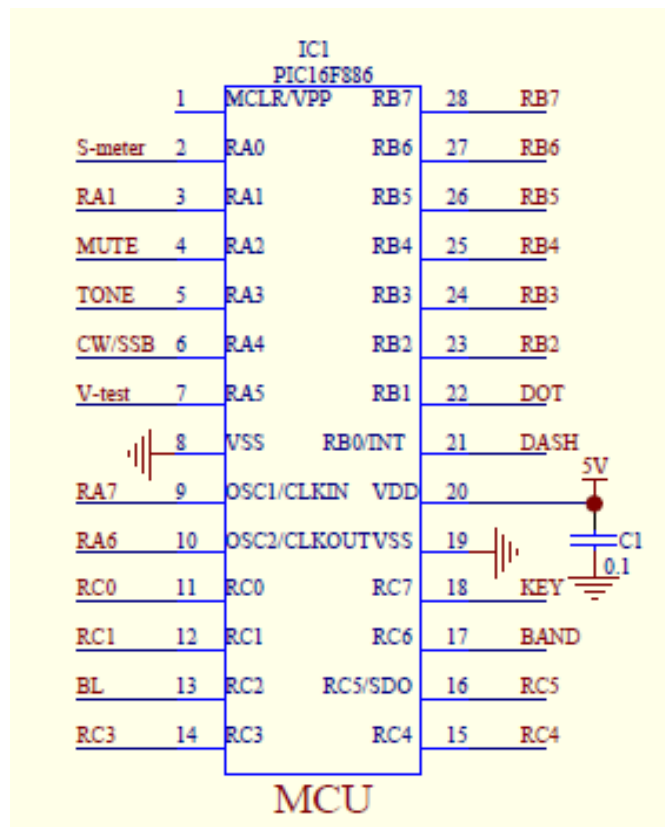 IC1
PIC16F886
1 MCLR/VPP RB7 28 RB7
S-meter 2 RA0 RB6 27 RB6
RA1 3 RA1 RB5 26 RB5
MUTE 4 RA2 RB4 25 RB4
TONE 5 RA3 RB3 24 RB3
CW/SSB 6 RA4 RB2 23 RB2
V-test 7 RA5 RB1 22 DOT
8 VSS RB0/INT 21 DASH
5V
RA7 9 OSC1/CLKIN VDD 20
RA6 10 OSC2/CLKOUT VSS 19 C1
0.1
RC0 11 RC0 RC7 18 KEY
RC1 12 RC1 RC6 17 BAND
BL 13 RC2 RC5/SDO 16 RC5
RC3 14 RC3 RC4 15 RC4
MCU